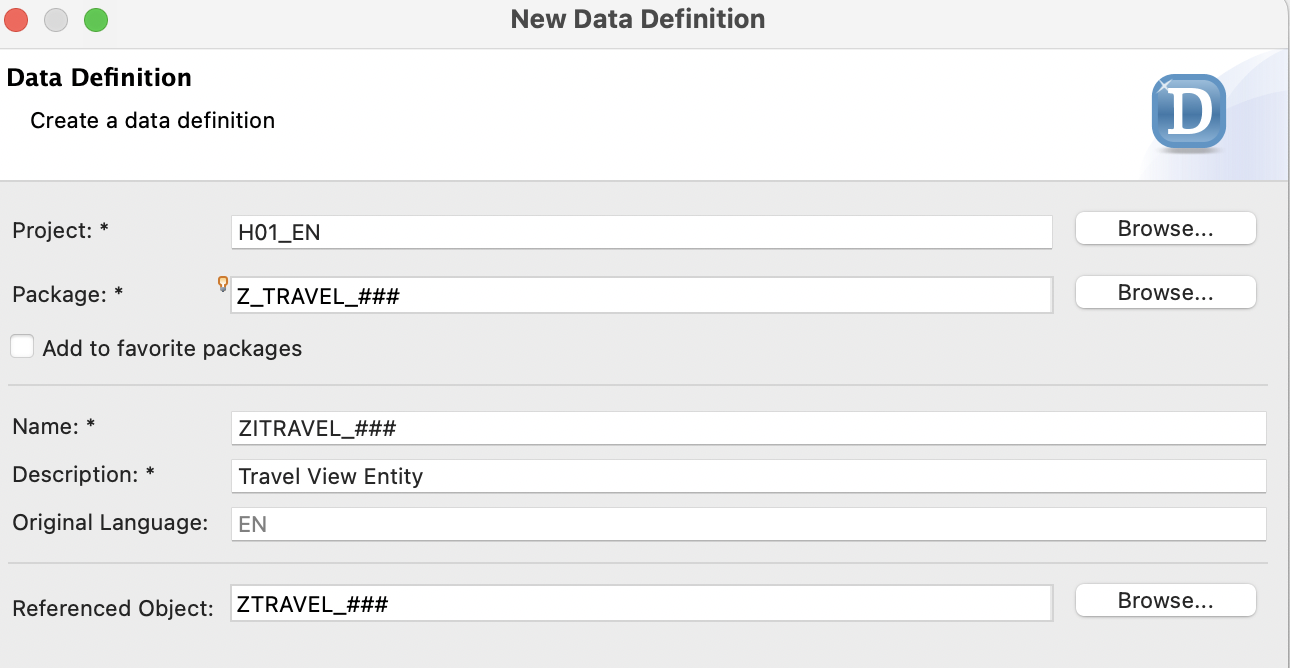 New Data Definition
Data Definition
Create a data definition
D
Project: * H01_EN Browse...
Package: * Z_TRAVEL_### Browse...
Add to favorite packages
Name: * ZITRAVEL_###
Description: * Travel View Entity
Original Language: EN
Referenced Object: ZTRAVEL_### Browse...